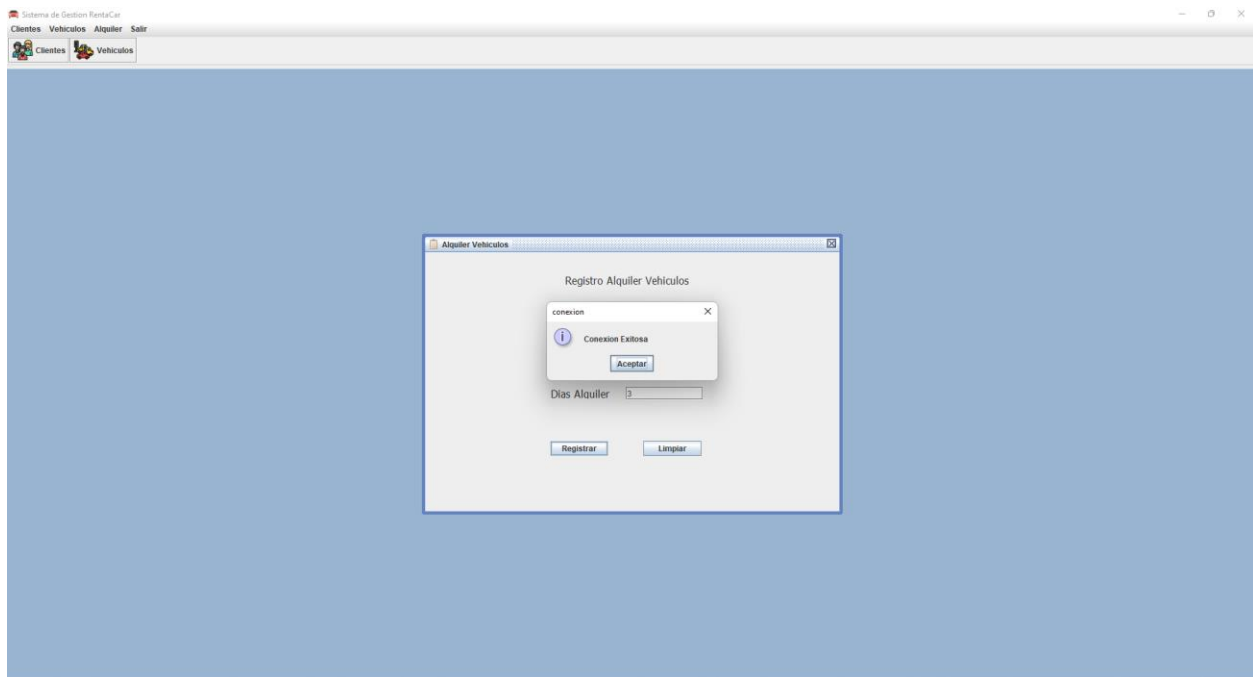 Sistema de Gestion RentaCar
Clientes Vehiculos Alquiler Salir
Clientes Vehiculos
Alquiler Vehiculos
Registro Alquiler Vehiculos
conexion
Conexion Exitosa
Aceptar
Dias Alquiler 3
Registrar Limpiar